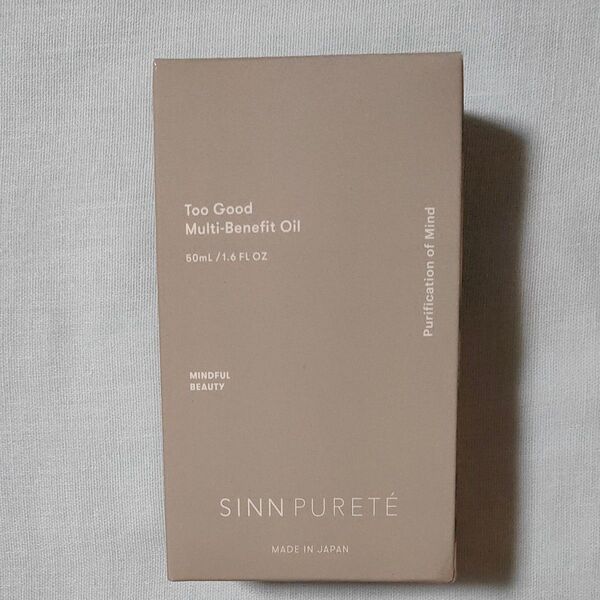 Too Good
Multi-Benefit Oil
50mL / 1.6 FL OZ
Purification of Mind
MINDFUL
BEAUTY
SINN PURETÉ
MADE IN JAPAN